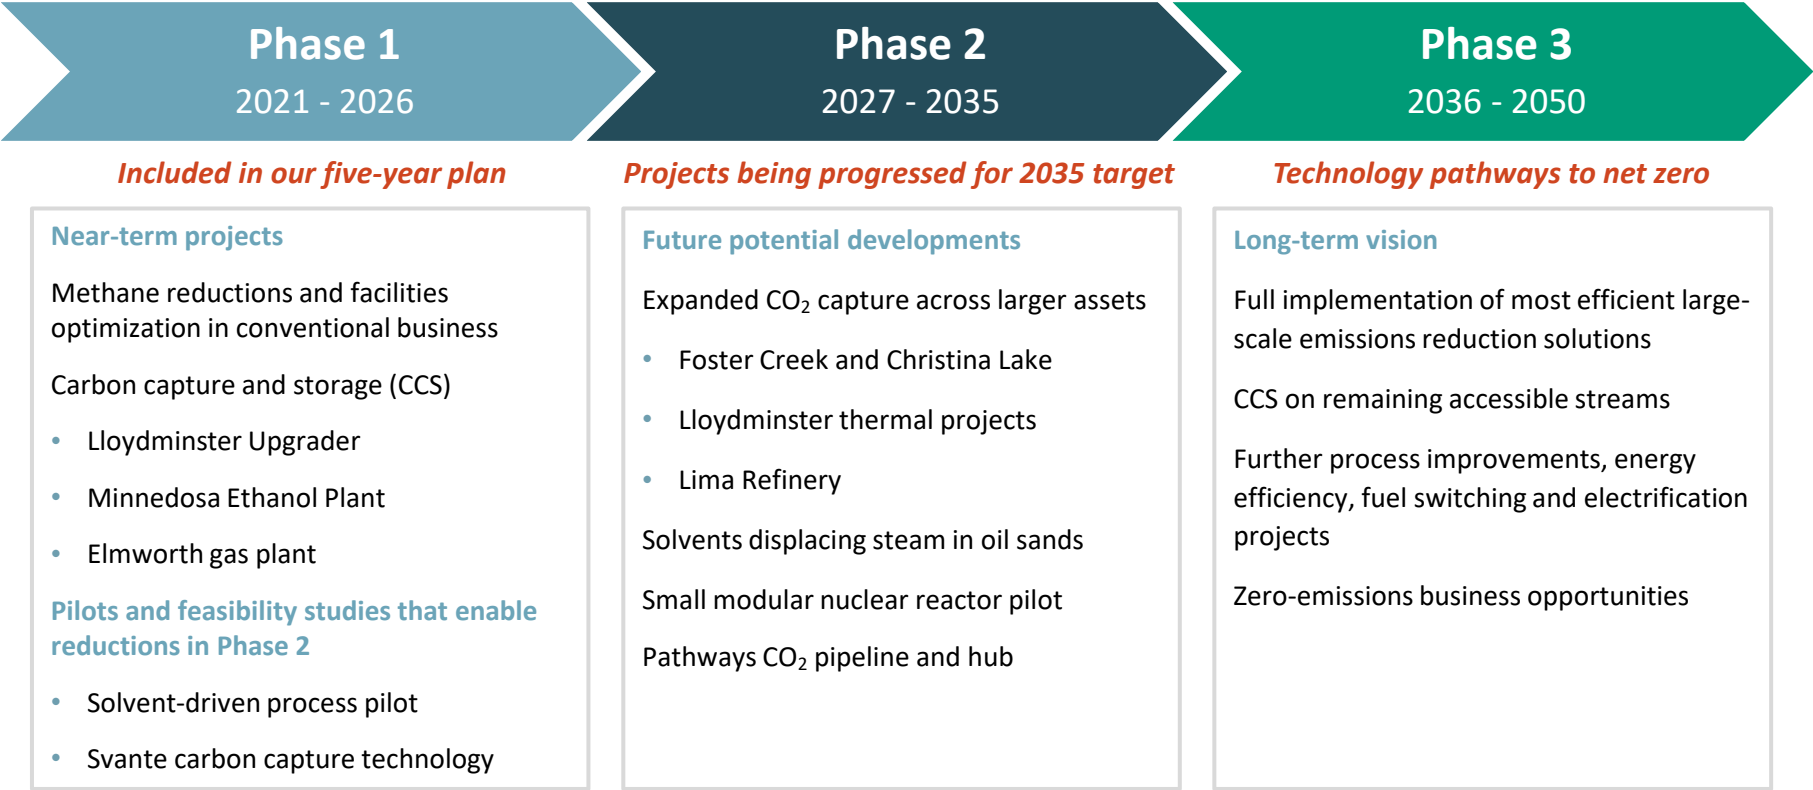 Phase 1
2021 - 2026
Included in our five-year plan
Near-term projects
Methane reductions and facilities
optimization in conventional business
Carbon capture and storage (CCS)
• Lloydminster Upgrader
• Minnedosa Ethanol Plant
• Elmworth gas plant
Pilots and feasibility studies that enable
reductions in Phase 2
• Solvent-driven process pilot
• Svante carbon capture technology
Phase 2
2027 - 2035
Projects being progressed for 2035 target
Future potential developments
Expanded CO₂ capture across larger assets
• Foster Creek and Christina Lake
• Lloydminster thermal projects
• Lima Refinery
Solvents displacing steam in oil sands
Small modular nuclear reactor pilot
Pathways CO₂ pipeline and hub
Phase 3
2036 - 2050
Technology pathways to net zero
Long-term vision
Full implementation of most efficient large-
scale emissions reduction solutions
CCS on remaining accessible streams
Further process improvements, energy
efficiency, fuel switching and electrification
projects
Zero-emissions business opportunities